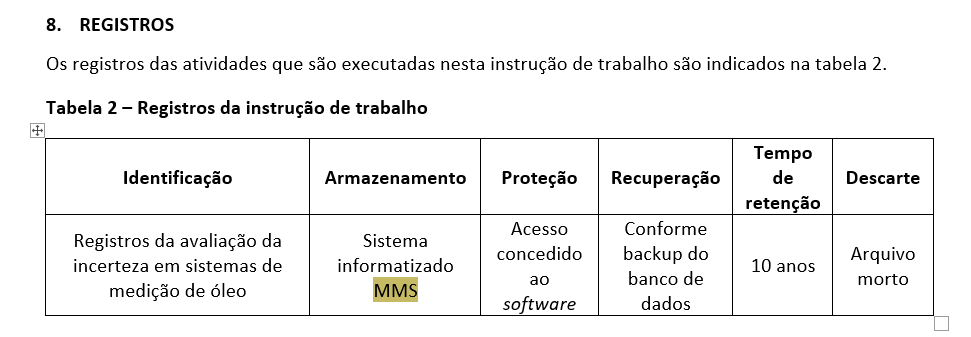 8. REGISTROS
Os registros das atividades que são executadas nesta instrução de trabalho são indicados na tabela 2.
Tabela 2 – Registros da instrução de trabalho
Identificação
Armazenamento
Proteção
Recuperação
Tempo
de
retenção
Descarte
Registros da avaliação da
incerteza em sistemas de
medição de óleo
Sistema
informatizado
MMS
Acesso
concedido
ao
software
Conforme
backup do
banco de
dados
10 anos
Arquivo
morto